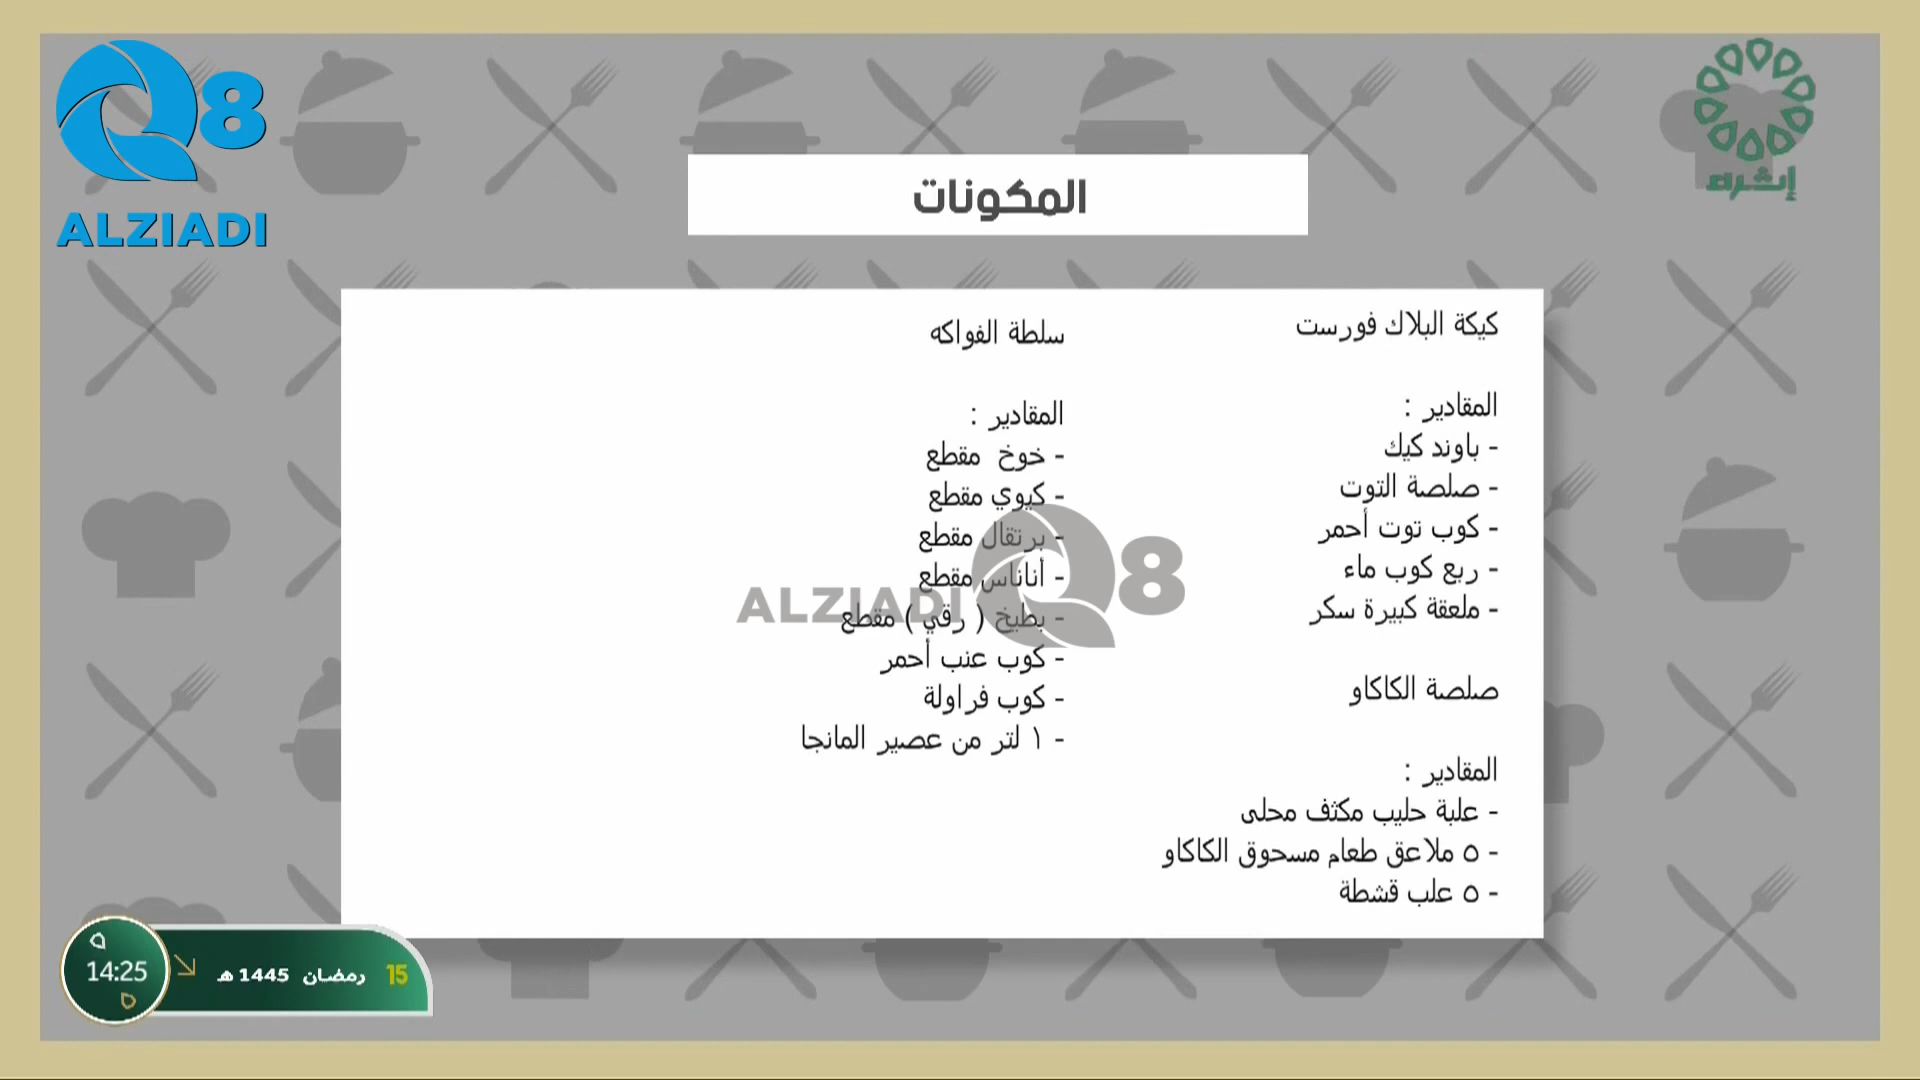 Q8
ALZIADI
إثراء
المكونات
كيكة البلاك فورست
المقادير :
- باوند كيك
- صلصة التوت
- كوب توت أحمر
- ربع كوب ماء
- ملعقة كبيرة سكر
صلصة الكاكاو
المقادير :
- علبة حليب مكثف محلى
- ٥ ملاعق طعام مسحوق الكاكاو
- ٥ علب قشطة
سلطة الفواكه
المقادير :
- خوخ مقطع
- كيوي مقطع
- برتقال مقطع
- أناناس مقطع
- بطيخ ( رقي ) مقطع
- كوب عنب أحمر
- كوب فراولة
- ١ لتر من عصير المانجا
ALZIADI Q8
15 رمضان 1445 هـ
14:25